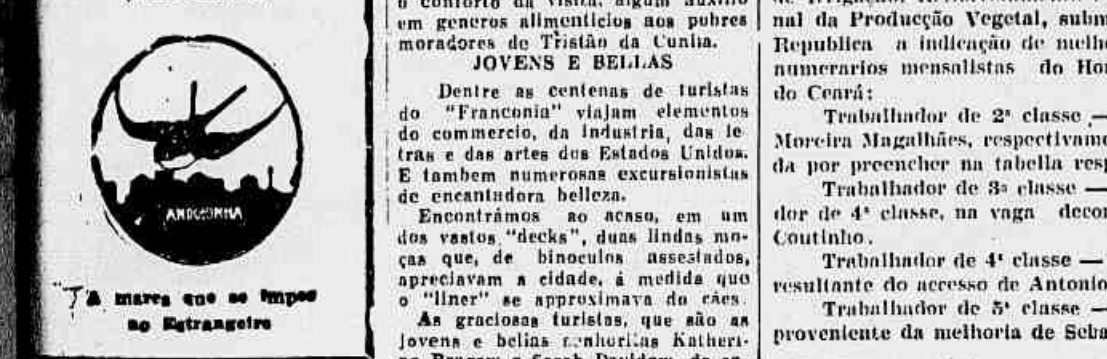 ANDORINHA
A marca que se impoz
no Estrangeiro
o conforto da visita, algum auxilio
em generos alimenticios aos pobres
moradores de Tristão da Cunha.
JOVENS E BELLAS
Dentre as centenas de turistas
do "Franconia" viajam elementos
do commercio, da industria, das le
tras e das artes dos Estados Unidos.
E tambem numerosas excursionistas
de encantadora belleza.
Encontrámos ao acaso, em um
dos vastos "decks", duas lindas mo-
ças que, de binoculos assestados,
apreciavam a cidade, á medida que
o "liner" se approximava do cães.
As graciosas turistas, que são as
jovens e bellas senhoritas Katheri-
nal da Producção Vegetal, subm
Republica a indicação de melho
numerarios mensalistas do Hor
do Ceará:
Trabalhador de 2ª classe —
Moreira Magalhães, respectivame
da por preencher na tabella resp
Trabalhador de 3ª classe —
dor de 4ª classe, na vaga decor
Coutinho.
Trabalhador de 4ª classe —
resultante do accesso de Antonio
Trabalhador de 5ª classe —
proveniente da melhoria de Seba